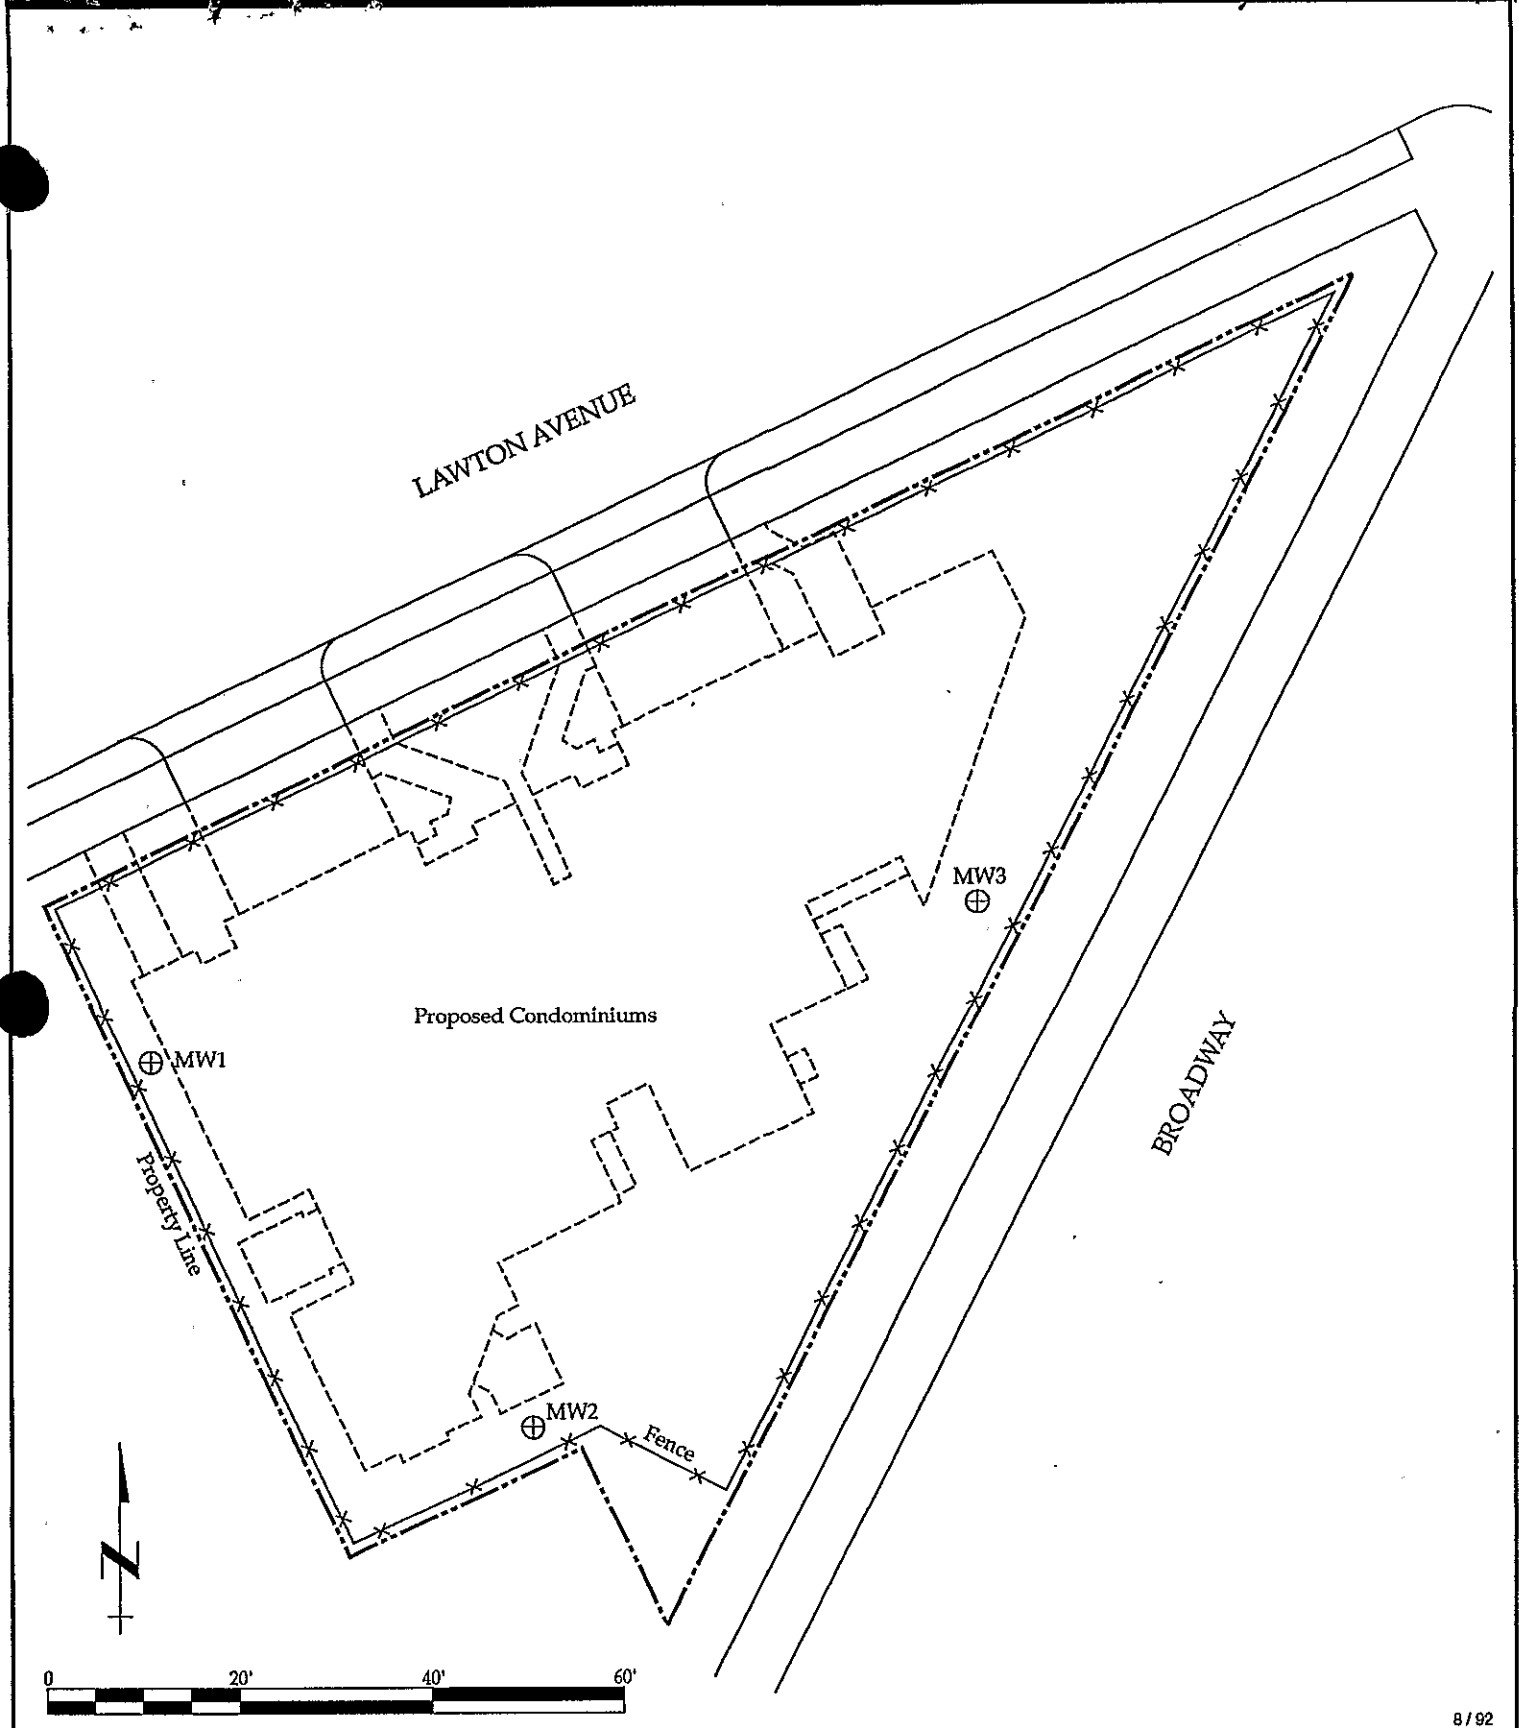 LAWTON AVENUE
MW3
Proposed Condominiums
MW1
BROADWAY
Property Line
MW2
Fence
N
0 20' 40' 60'
8 / 92